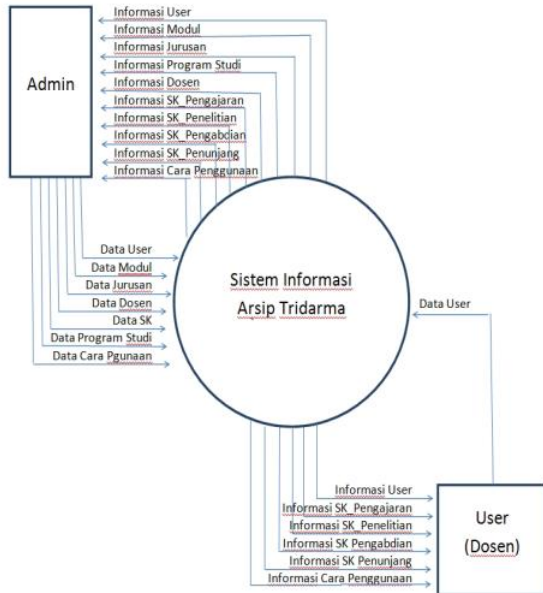 Informasi User
Informasi Modul
Informasi Jurusan
Informasi Program Studi
Informasi Dosen
Informasi SK_Pengajaran
Informasi SK_Penelitian
Informasi SK_Pengabdian
Informasi SK_Penunjang
Informasi Cara Penggunaan
Admin
Data User
Data Modul
Data Jurusan
Data Dosen
Data SK
Data Program Studi
Data Cara Pgunaan
Sistem Informasi
Arsip Tridarma
Data User
Informasi User
Informasi SK_Pengajaran
Informasi SK_Penelitian
Informasi SK Pengabdian
Informasi SK Penunjang
Informasi Cara Penggunaan
User
(Dosen)